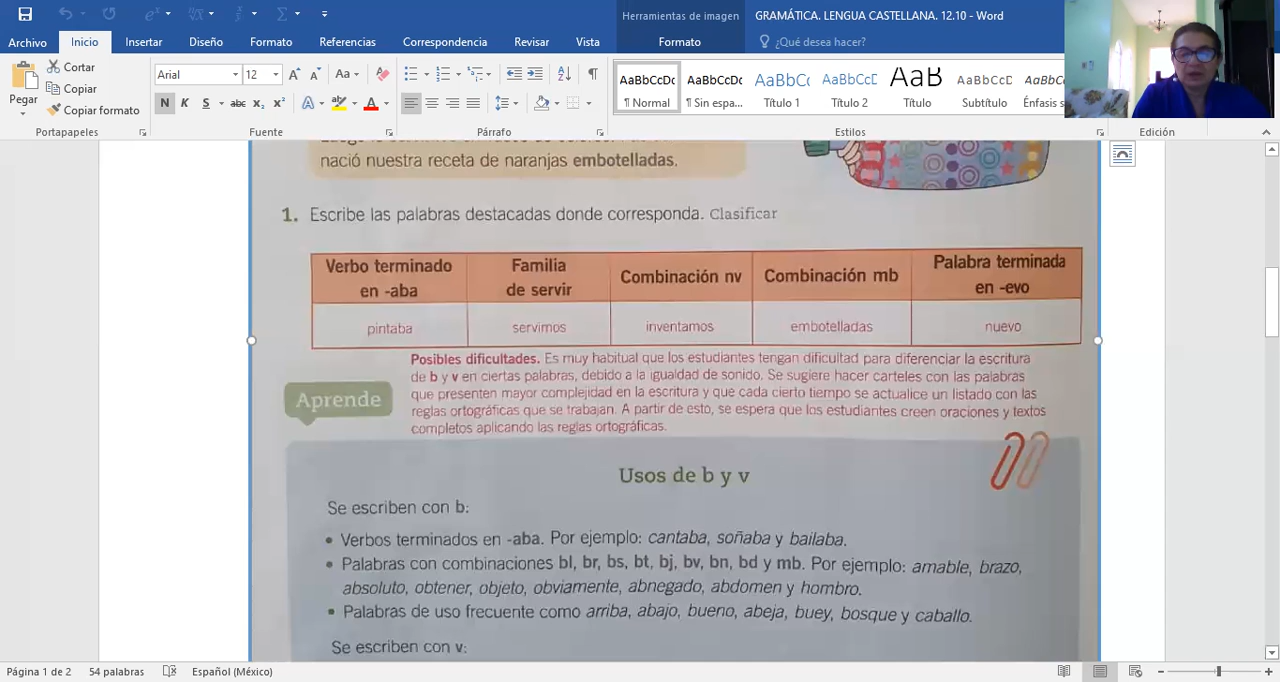 Herramientas de imagen
GRAMÁTICA. LENGUA CASTELLANA. 12.10 - Word
Archivo Inicio Insertar Diseño Formato Referencias Correspondencia Revisar Vista Formato ¿Qué desea hacer?
Pegar
Cortar
Copiar
Copiar formato
Portapapeles
Arial 12
N K S abc x₂ x²
Fuente
Párrafo
AaBbCcDc AaBbCcDc AaBbCc AaBbCcD AaB AaBbCcD AaBbCc
¶ Normal ¶ Sin espa... Título 1 Título 2 Título Subtítulo Énfasis s
Estilos
Edición
nació nuestra receta de naranjas embotelladas.
1. Escribe las palabras destacadas donde corresponda. Clasificar
Verbo terminado en -aba Familia de servir Combinación nv Combinación mb Palabra terminada en -evo
pintaba servimos inventamos embotelladas nuevo
Posibles dificultades. Es muy habitual que los estudiantes tengan dificultad para diferenciar la escritura
de b y v en ciertas palabras, debido a la igualdad de sonido. Se sugiere hacer carteles con las palabras
que presenten mayor complejidad en la escritura y que cada cierto tiempo se actualice un listado con las
reglas ortográficas que se trabajan. A partir de esto, se espera que los estudiantes creen oraciones y textos
completos aplicando las reglas ortográficas.
Aprende
Usos de b y v
Se escriben con b:
• Verbos terminados en -aba. Por ejemplo: cantaba, soñaba y bailaba.
• Palabras con combinaciones bl, br, bs, bt, bj, bv, bn, bd y mb. Por ejemplo: amable, brazo,
absoluto, obtener, objeto, obviamente, abnegado, abdomen y hombro.
• Palabras de uso frecuente como arriba, abajo, bueno, abeja, buey, bosque y caballo.
Se escriben con v:
Página 1 de 2 54 palabras Español (México)